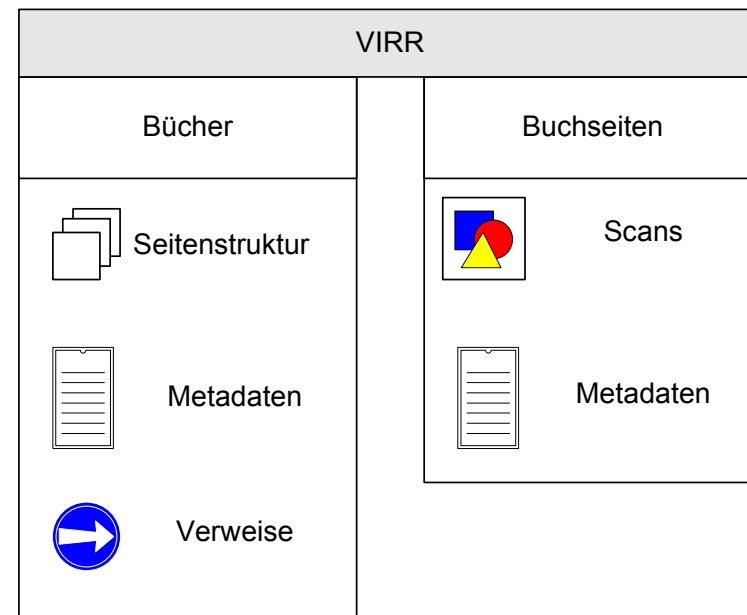 VIRR
Bücher
Seitenstruktur
Metadaten
Verweise
Buchseiten
Scans
Metadaten